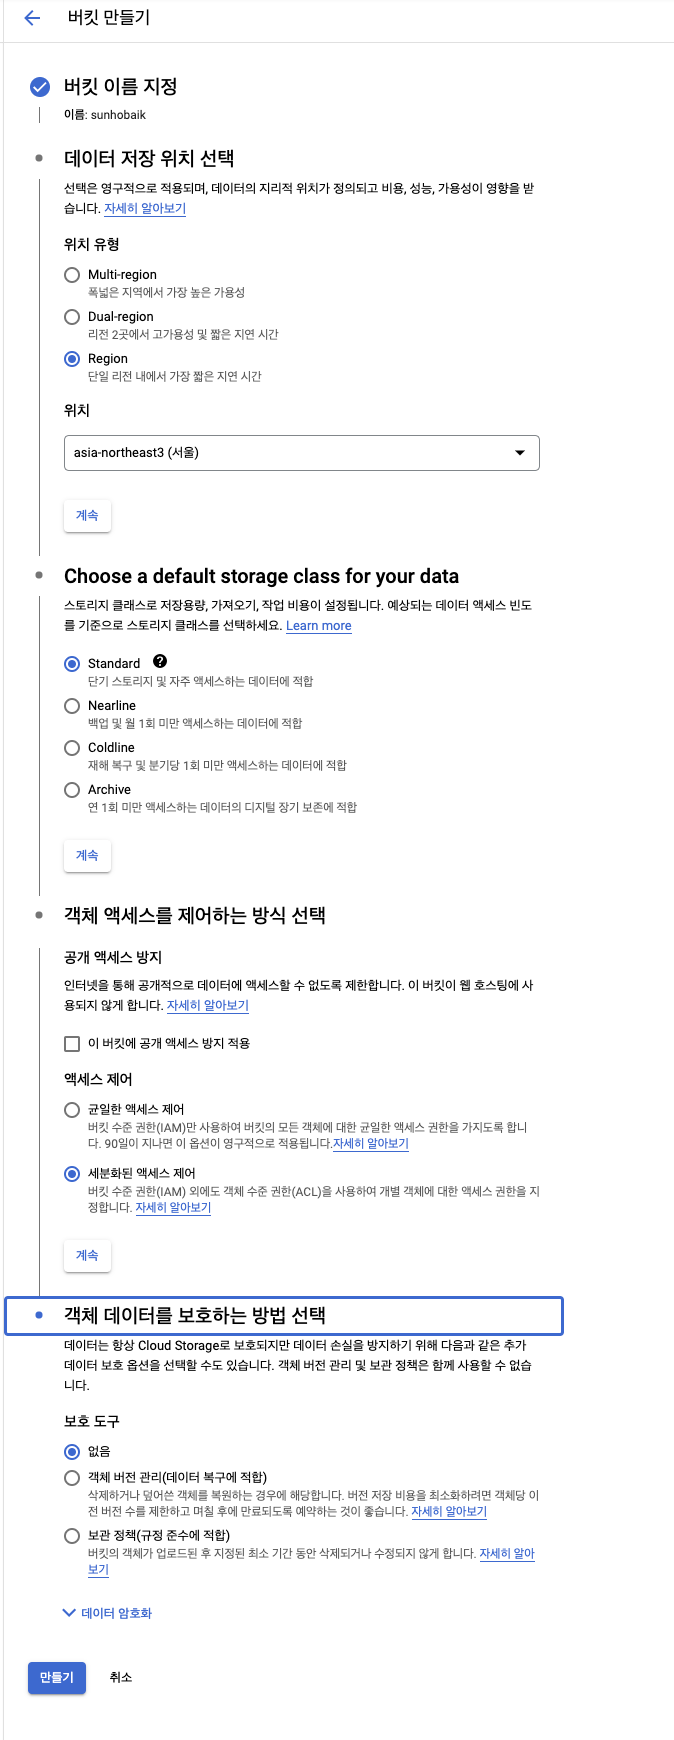 버킷 만들기
버킷 이름 지정
이름: sunhobaik
데이터 저장 위치 선택
선택은 영구적으로 적용되며, 데이터의 지리적 위치가 정의되고 비용, 성능, 가용성이 영향을 받
습니다. 자세히 알아보기
위치 유형
Multi-region
폭넓은 지역에서 가장 높은 가용성
Dual-region
리전 2곳에서 고가용성 및 짧은 지연 시간
Region
단일 리전 내에서 가장 짧은 지연 시간
위치
asia-northeast3 (서울)
계속
Choose a default storage class for your data
스토리지 클래스로 저장용량, 가져오기, 작업 비용이 설정됩니다. 예상되는 데이터 액세스 빈도
를 기준으로 스토리지 클래스를 선택하세요. Learn more
Standard ?
단기 스토리지 및 자주 액세스하는 데이터에 적합
Nearline
백업 및 월 1회 미만 액세스하는 데이터에 적합
Coldline
재해 복구 및 분기당 1회 미만 액세스하는 데이터에 적합
Archive
연 1회 미만 액세스하는 데이터의 디지털 장기 보존에 적합
계속
객체 액세스를 제어하는 방식 선택
공개 액세스 방지
인터넷을 통해 공개적으로 데이터에 액세스할 수 없도록 제한합니다. 이 버킷이 웹 호스팅에 사
용되지 않게 합니다. 자세히 알아보기
이 버킷에 공개 액세스 방지 적용
액세스 제어
균일한 액세스 제어
버킷 수준 권한(IAM)만 사용하여 버킷의 모든 객체에 대한 균일한 액세스 권한을 가지도록 합니
다. 90일이 지나면 이 옵션이 영구적으로 적용됩니다.자세히 알아보기
세분화된 액세스 제어
버킷 수준 권한(IAM) 외에도 객체 수준 권한(ACL)을 사용하여 개별 객체에 대한 액세스 권한을 지
정합니다. 자세히 알아보기
계속
객체 데이터를 보호하는 방법 선택
데이터는 항상 Cloud Storage로 보호되지만 데이터 손실을 방지하기 위해 다음과 같은 추가
데이터 보호 옵션을 선택할 수도 있습니다. 객체 버전 관리 및 보관 정책은 함께 사용할 수 없습
니다.
보호 도구
없음
객체 버전 관리(데이터 복구에 적합)
삭제하거나 덮어쓴 객체를 복원하는 경우에 해당합니다. 버전 저장 비용을 최소화하려면 객체당 이
전 버전 수를 제한하고 며칠 후에 만료되도록 예약하는 것이 좋습니다. 자세히 알아보기
보관 정책(규정 준수에 적합)
버킷의 객체가 업로드된 후 지정된 최소 기간 동안 삭제되거나 수정되지 않게 합니다. 자세히 알아
보기
데이터 암호화
만들기 취소